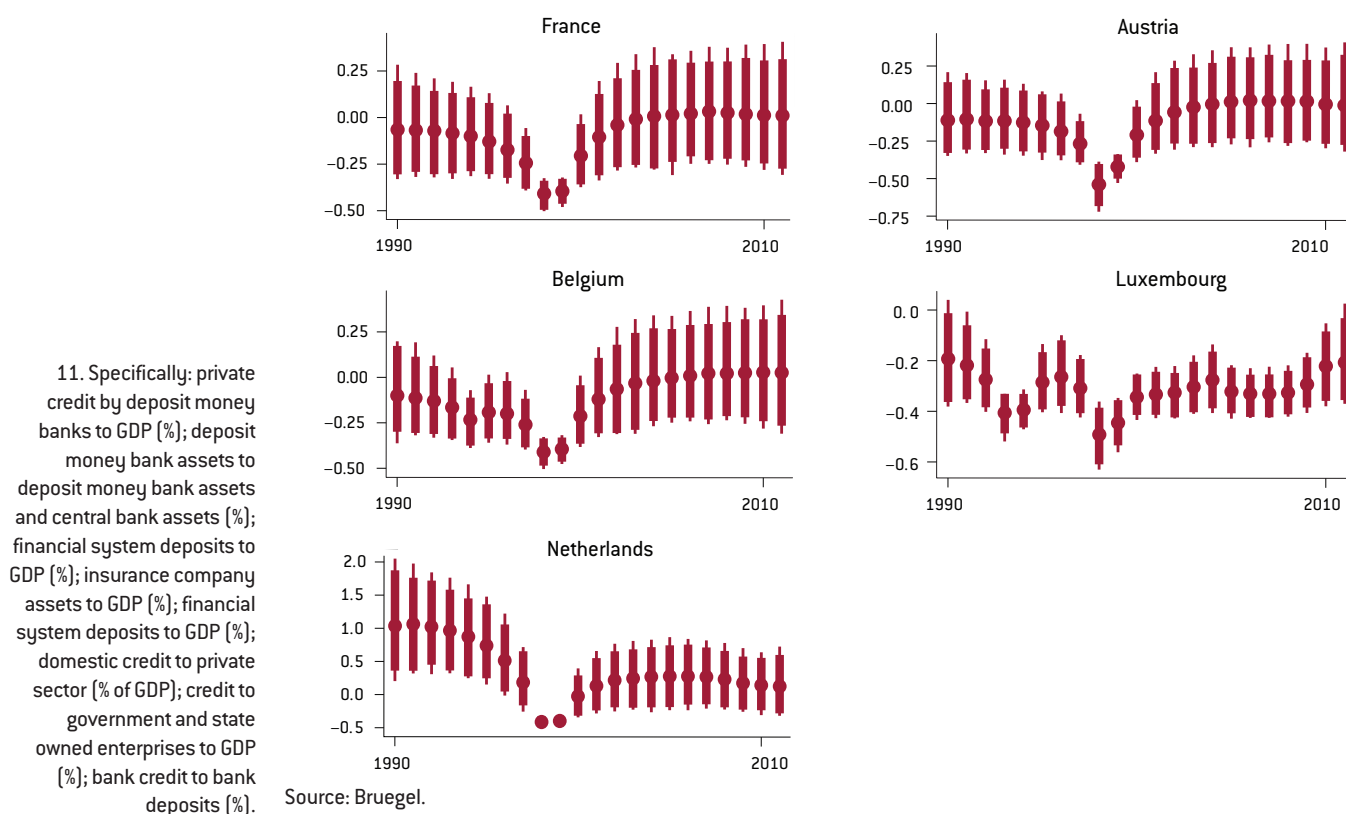 France
0.25
0.00
−0.25
−0.50
1990
2010
Austria
0.25
0.00
−0.25
−0.50
−0.75
1990
2010
Belgium
0.25
0.00
−0.25
−0.50
1990
2010
Luxembourg
0. 0
−0.2
−0.4
−0.6
1990
2010
Netherlands
2.0
1.5
1.0
0.5
0.0
−0.5
1990
2010
11. Specifically: private
credit by deposit money
banks to GDP (%); deposit
money bank assets to
deposit money bank assets
and central bank assets (%);
financial system deposits to
GDP (%); insurance company
assets to GDP (%); financial
system deposits to GDP (%);
domestic credit to private
sector (% of GDP); credit to
government and state
owned enterprises to GDP
(%); bank credit to bank
deposits (%).
Source: Bruegel.